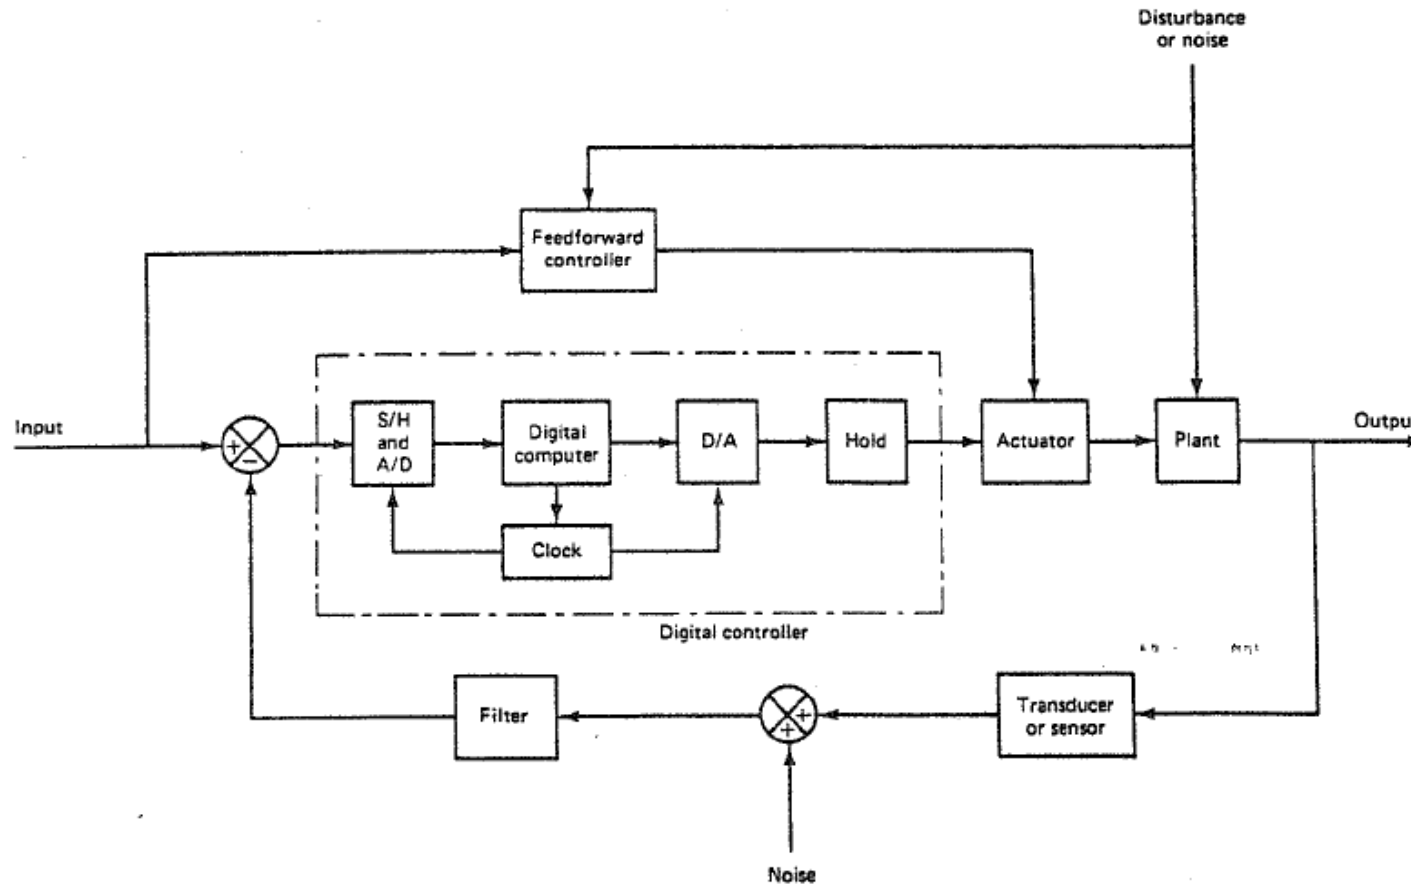 Disturbance
or noise
Feedforward
controller
Input
+
−
S/H
and
A/D
Digital
computer
D/A
Hold
Actuator
Plant
Outpu
Clock
Digital controller
Filter
+
+
Transducer
or sensor
Noise